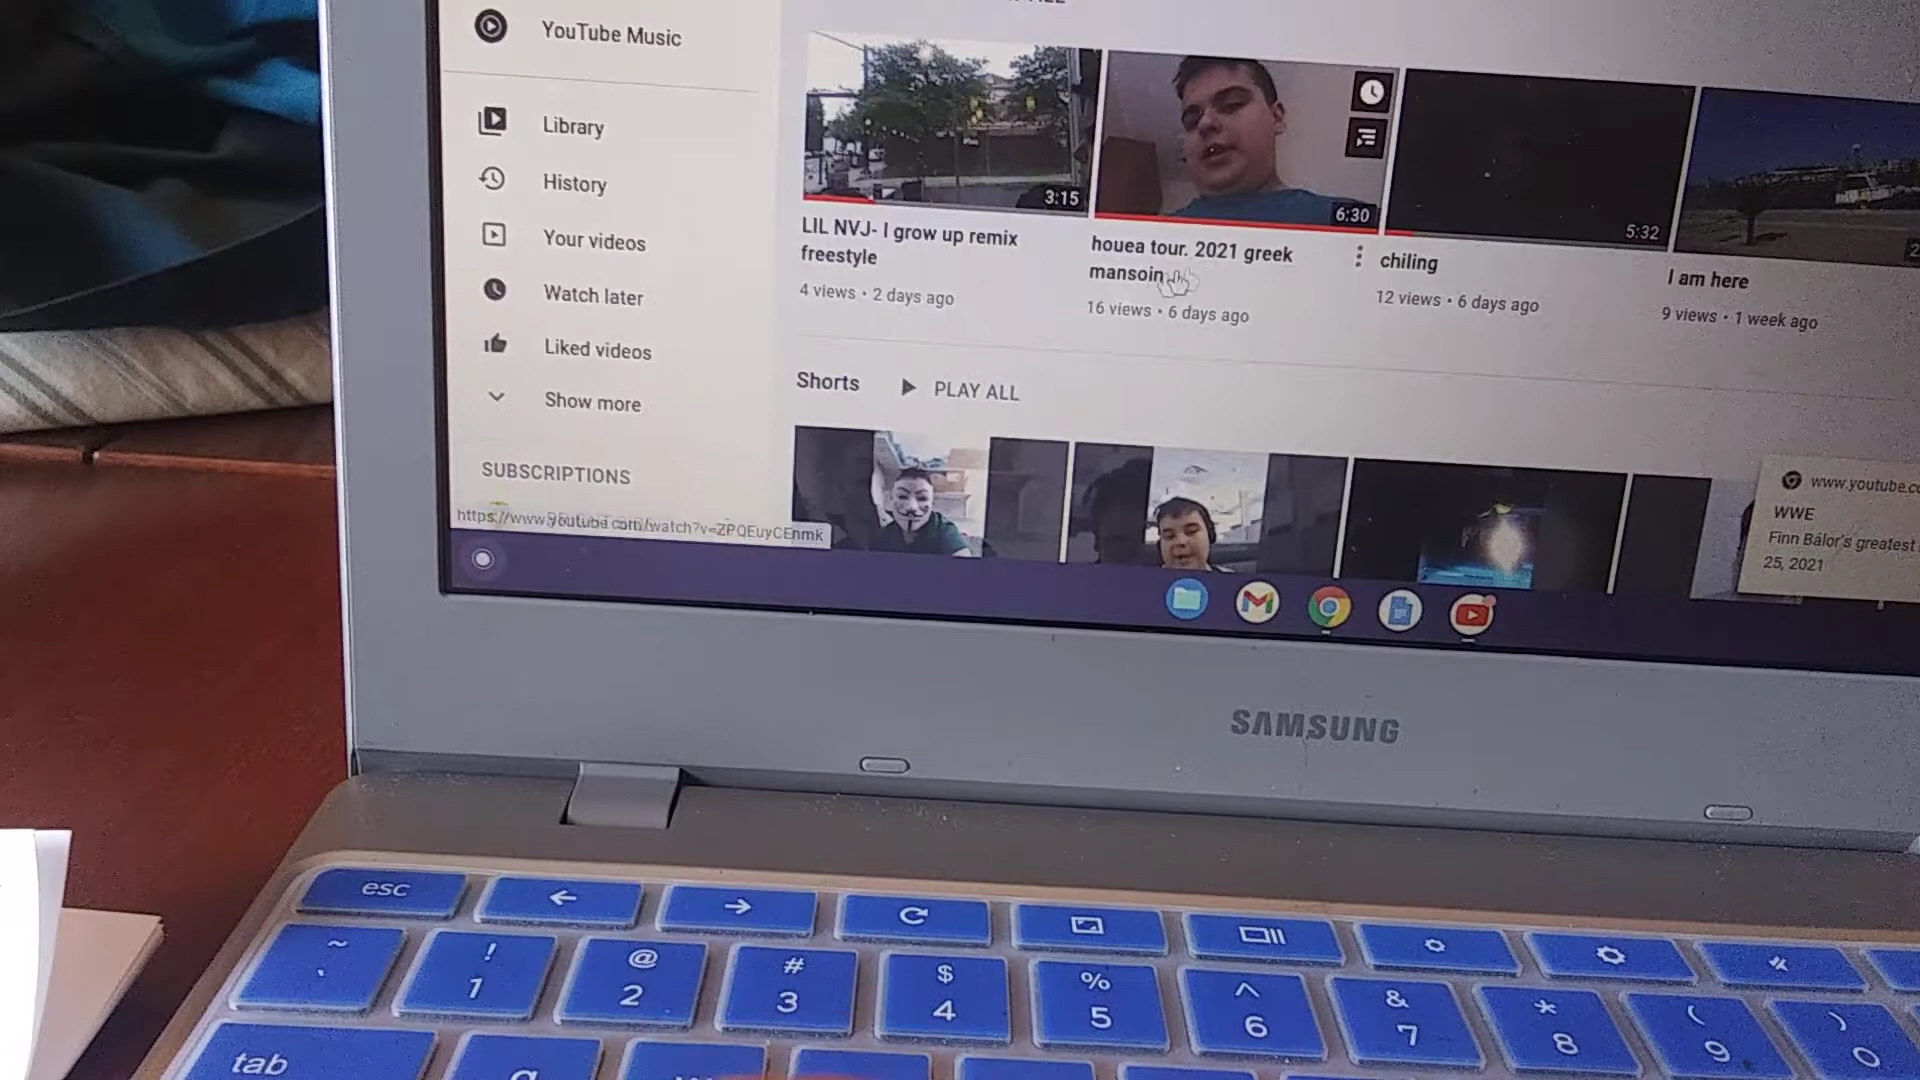 YouTube Music
Library
History
Your videos
Watch later
Liked videos
Show more
SUBSCRIPTIONS
https://www.youtube.com/watch?v=ZPQEuyCEnmk
3:15
LIL NVJ- I grow up remix
freestyle
4 views • 2 days ago
6:30
houea tour. 2021 greek
mansoin
16 views • 6 days ago
5:32
chiling
12 views • 6 days ago
I am here
9 views • 1 week ago
Shorts
PLAY ALL
www.youtube.co
WWE
Finn Bálor's greatest
25, 2021
SAMSUNG
esc
~ ! @ # $ % ^ & * ( )
` 1 2 3 4 5 6 7 8 9 0
tab